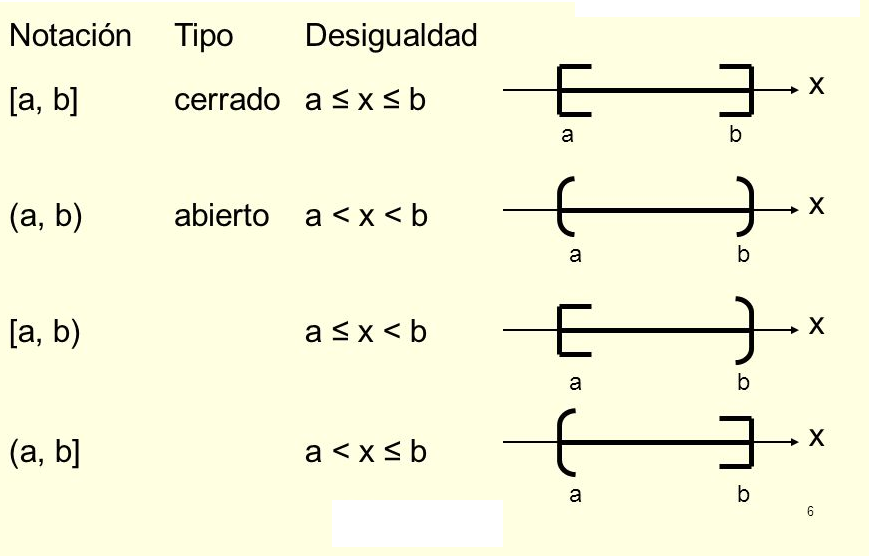 Notación Tipo Desigualdad
[a, b] cerrado a ≤ x ≤ b x
a b
(a, b) abierto a < x < b x
a b
[a, b) a ≤ x < b x
a b
(a, b] a < x ≤ b x
a b
6